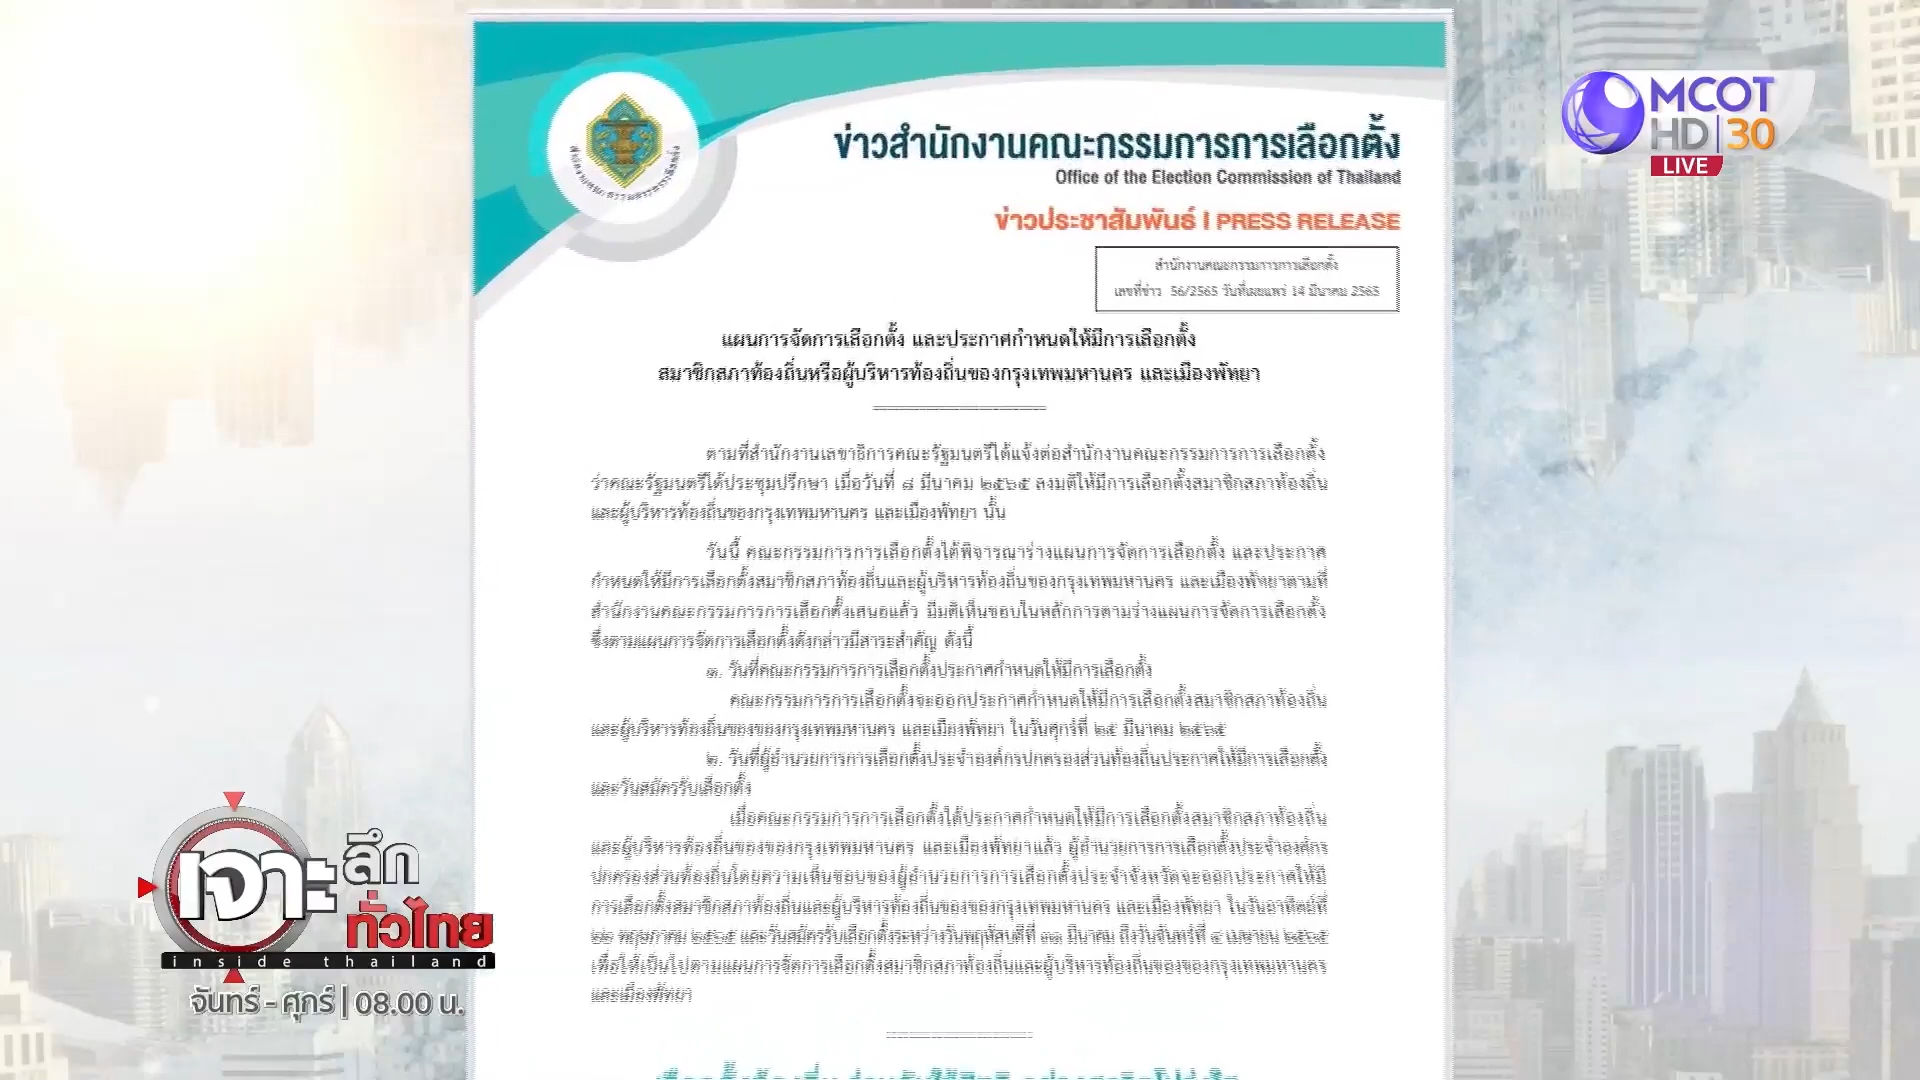 ข่าวสำนักงานคณะกรรมการการเลือกตั้ง
Office of the Election Commission of Thailand
ข่าวประชาสัมพันธ์ | PRESS RELEASE
สำนักงานคณะกรรมการการเลือกตั้ง
เลขที่ข่าว 56/2565 วันที่เผยแพร่ 14 มีนาคม 2565
แผนการจัดการเลือกตั้ง และประกาศกำหนดให้มีการเลือกตั้ง
สมาชิกสภาท้องถิ่นหรือผู้บริหารท้องถิ่นของกรุงเทพมหานคร และเมืองพัทยา
ตามที่สำนักงานเลขาธิการคณะรัฐมนตรีได้แจ้งต่อสำนักงานคณะกรรมการการเลือกตั้ง
ว่าคณะรัฐมนตรีได้ประชุมปรึกษา เมื่อวันที่ ๘ มีนาคม ๒๕๖๕ ลงมติให้มีการเลือกตั้งสมาชิกสภาท้องถิ่น
และผู้บริหารท้องถิ่นของกรุงเทพมหานคร และเมืองพัทยา นั้น
วันนี้ คณะกรรมการการเลือกตั้งได้พิจารณาร่างแผนการจัดการเลือกตั้ง และประกาศ
กำหนดให้มีการเลือกตั้งสมาชิกสภาท้องถิ่นและผู้บริหารท้องถิ่นของกรุงเทพมหานคร และเมืองพัทยาตามที่
สำนักงานคณะกรรมการการเลือกตั้งเสนอแล้ว มีมติเห็นชอบในหลักการตามร่างแผนการจัดการเลือกตั้ง
ซึ่งตามแผนการจัดการเลือกตั้งดังกล่าวมีสาระสำคัญ ดังนี้
๑. วันที่คณะกรรมการการเลือกตั้งประกาศกำหนดให้มีการเลือกตั้ง
คณะกรรมการการเลือกตั้งจะออกประกาศกำหนดให้มีการเลือกตั้งสมาชิกสภาท้องถิ่น
และผู้บริหารท้องถิ่นของของกรุงเทพมหานคร และเมืองพัทยา ในวันศุกร์ที่ ๒๕ มีนาคม ๒๕๖๕
๒. วันที่ผู้อำนวยการการเลือกตั้งประจำองค์กรปกครองส่วนท้องถิ่นประกาศให้มีการเลือกตั้ง
และวันสมัครรับเลือกตั้ง
เมื่อคณะกรรมการการเลือกตั้งได้ประกาศกำหนดให้มีการเลือกตั้งสมาชิกสภาท้องถิ่น
และผู้บริหารท้องถิ่นของของกรุงเทพมหานคร และเมืองพัทยาแล้ว ผู้อำนวยการการเลือกตั้งประจำองค์กร
ปกครองส่วนท้องถิ่นโดยความเห็นชอบของผู้อำนวยการการเลือกตั้งประจำจังหวัดจะออกประกาศให้มี
การเลือกตั้งสมาชิกสภาท้องถิ่นและผู้บริหารท้องถิ่นของของกรุงเทพมหานคร และเมืองพัทยา ในวันอาทิตย์ที่
๒๒ พฤษภาคม ๒๕๖๕ และวันสมัครรับเลือกตั้งระหว่างวันพฤหัสบดีที่ ๓๑ มีนาคม ถึงวันจันทร์ที่ ๔ เมษายน ๒๕๖๕
เพื่อให้เป็นไปตามแผนการจัดการเลือกตั้งสมาชิกสภาท้องถิ่นและผู้บริหารท้องถิ่นของของกรุงเทพมหานคร
และเมืองพัทยา
MCOT
HD 30
LIVE
เจาะลึก
ทั่วไทย
inside thailand
จันทร์ - ศุกร์ | 08.00 น.